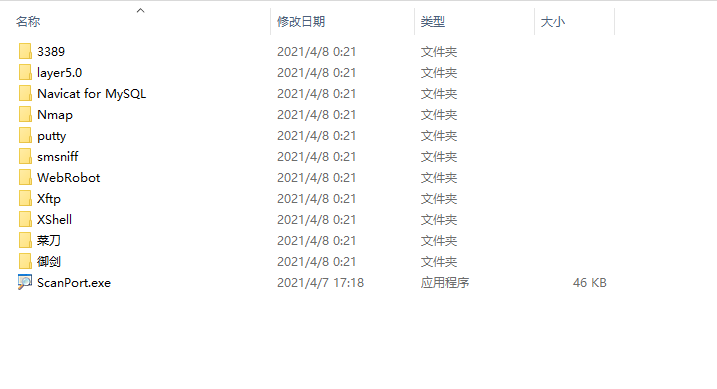 名称 修改日期 类型 大小
3389 2021/4/8 0:21 文件夹
layer5.0 2021/4/8 0:21 文件夹
Navicat for MySQL 2021/4/8 0:21 文件夹
Nmap 2021/4/8 0:21 文件夹
putty 2021/4/8 0:21 文件夹
smsniff 2021/4/8 0:21 文件夹
WebRobot 2021/4/8 0:21 文件夹
Xftp 2021/4/8 0:21 文件夹
XShell 2021/4/8 0:21 文件夹
菜刀 2021/4/8 0:21 文件夹
御剑 2021/4/8 0:21 文件夹
ScanPort.exe 2021/4/7 17:18 应用程序 46 KB